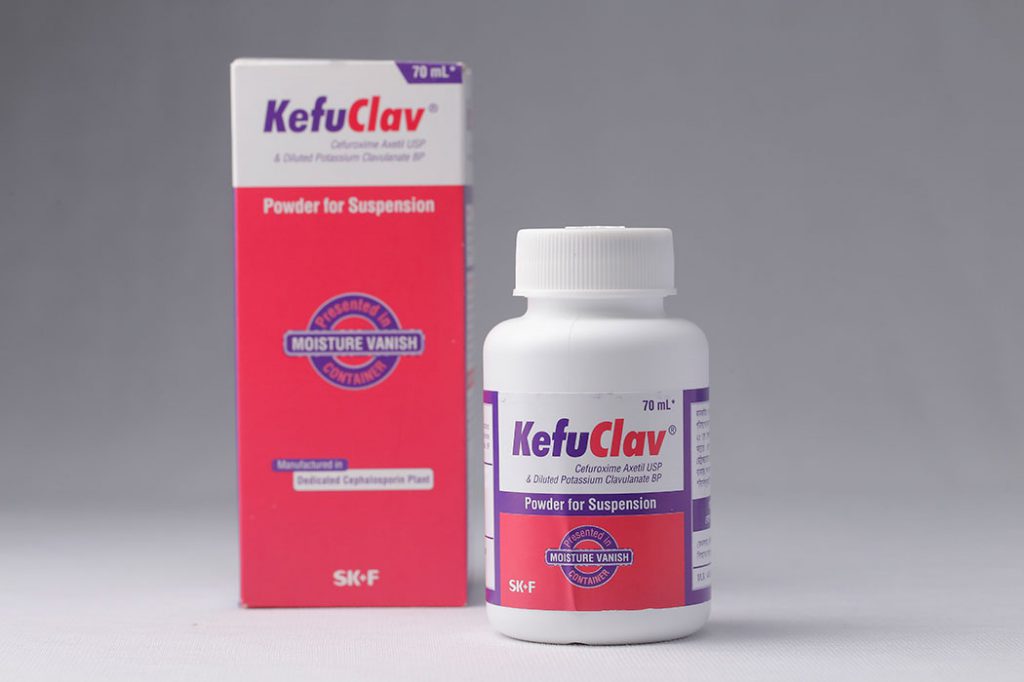 70 mL*
KefuClav®
Cefuroxime Axetil USP
& Diluted Potassium Clavulanate BP
Powder for Suspension
Presented in
MOISTURE VANISH
CONTAINER
Manufactured in
Dedicated Cephalosporin Plant
SK+F
70 mL*
KefuClav®
Cefuroxime Axetil USP
& Diluted Potassium Clavulanate BP
Powder for Suspension
Presented in
MOISTURE VANISH
CONTAINER
SK+F